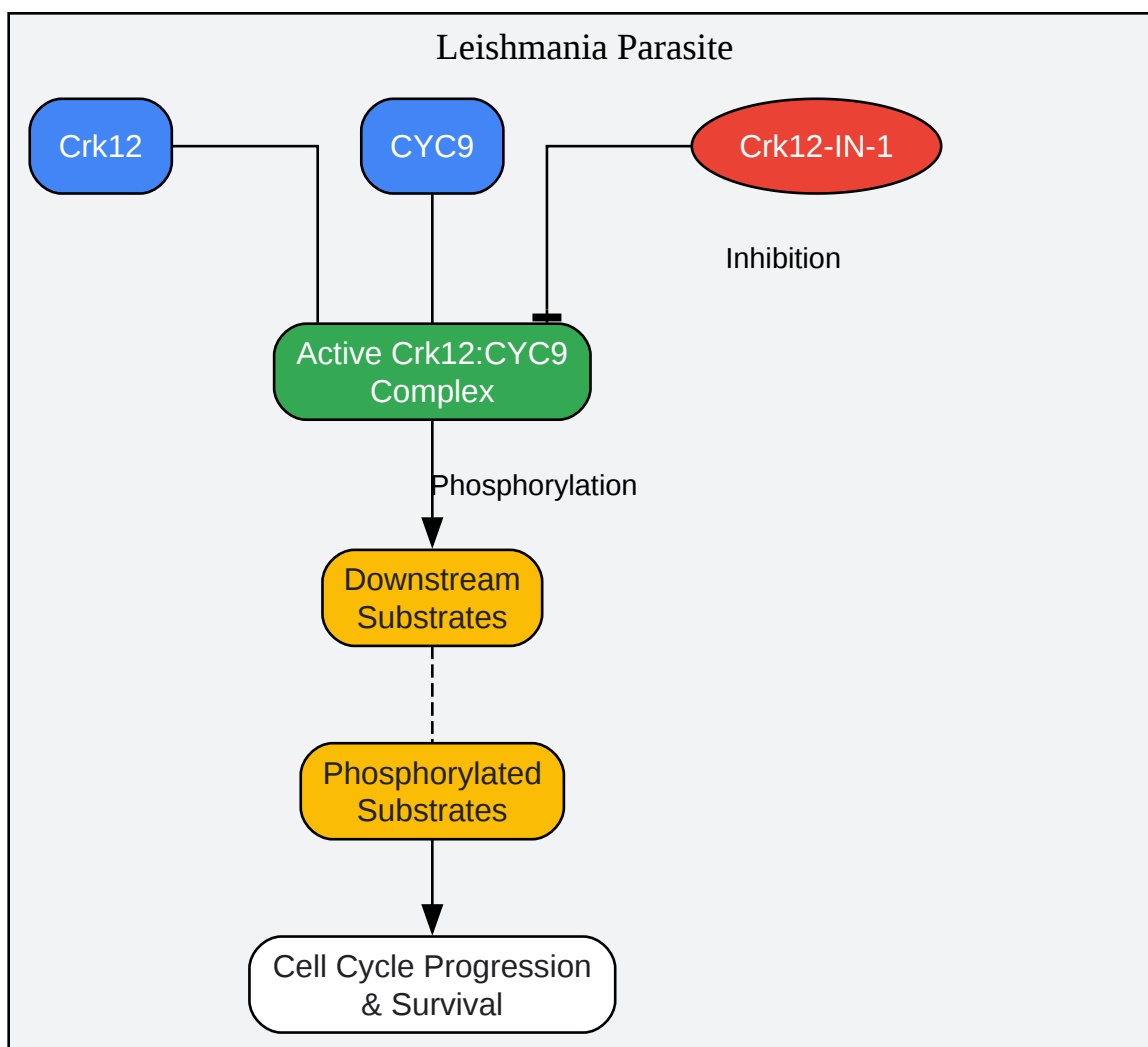 Leishmania Parasite
Crk12
CYC9
Crk12-IN-1
Inhibition
Active Crk12:CYC9
Complex
Phosphorylation
Downstream
Substrates
Phosphorylated
Substrates
Cell Cycle Progression
& Survival